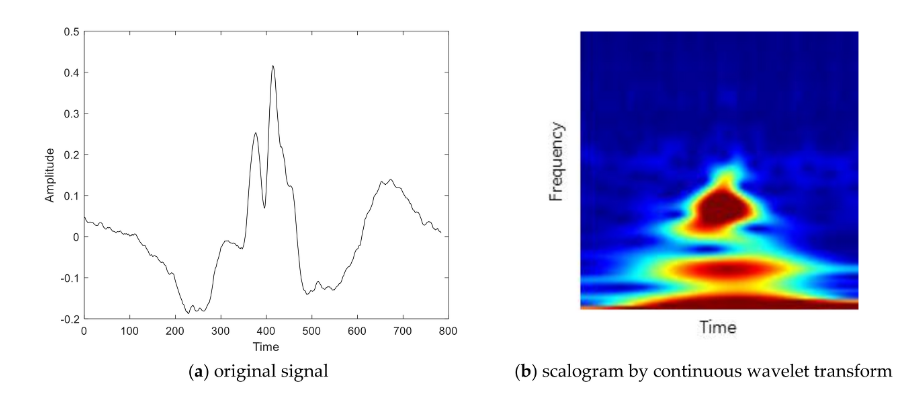 0.5
0.4
0.3
0.2
0.1
0
-0.1
-0.2
Amplitude
0 100 200 300 400 500 600 700 800
Time
(a) original signal
Frequency
Time
(b) scalogram by continuous wavelet transform